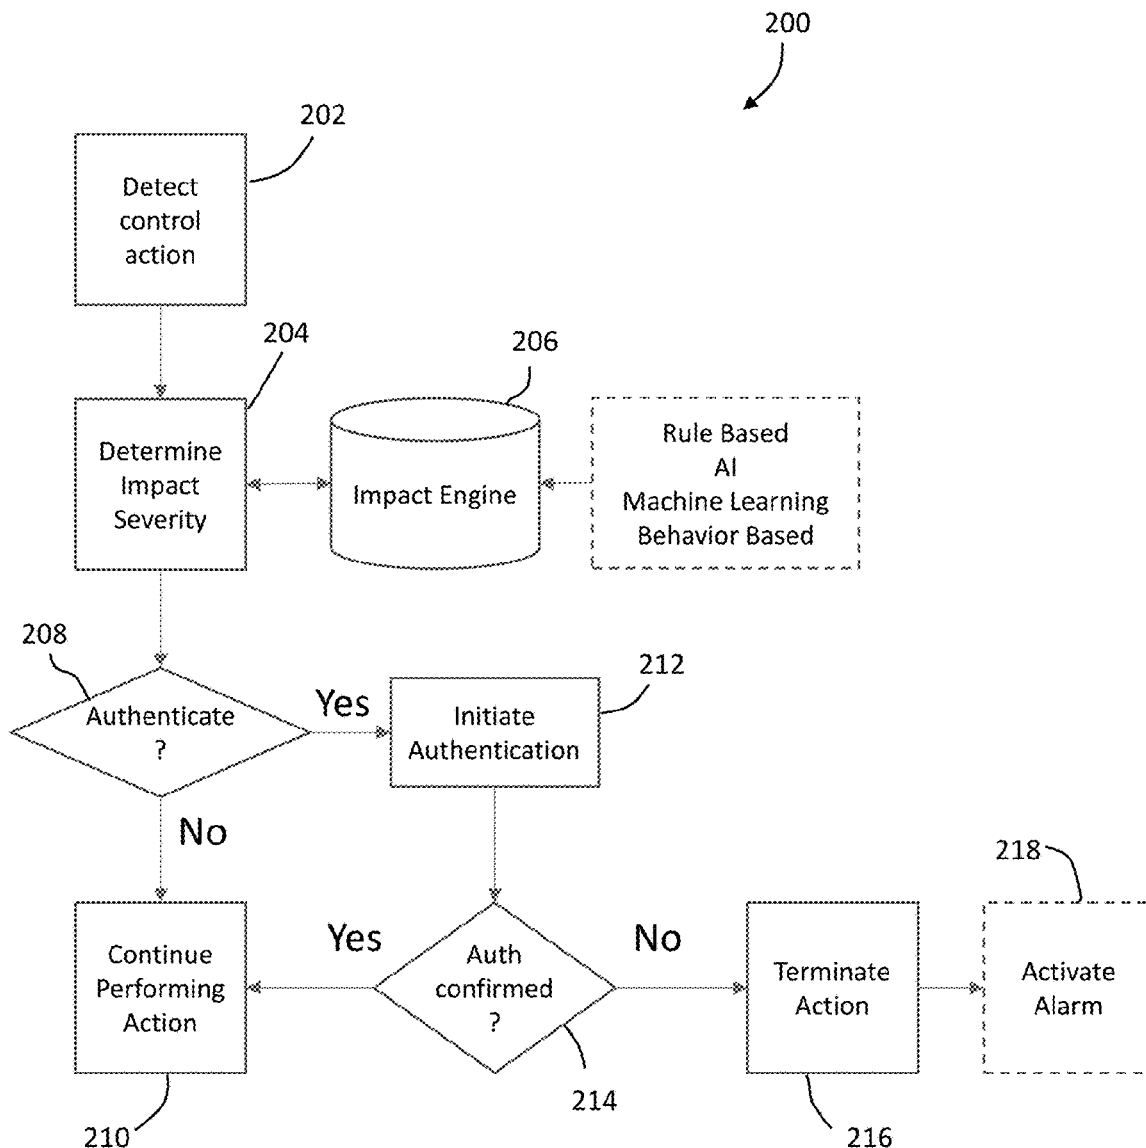 200
202
Detect
control
action
204
206
Determine
Impact
Severity
Impact Engine
Rule Based
AI
Machine Learning
Behavior Based
208
Authenticate
?
Yes
212
Initiate
Authentication
No
218
Continue
Performing
Action
Yes
Auth
confirmed
?
No
Terminate
Action
Activate
Alarm
210
214
216